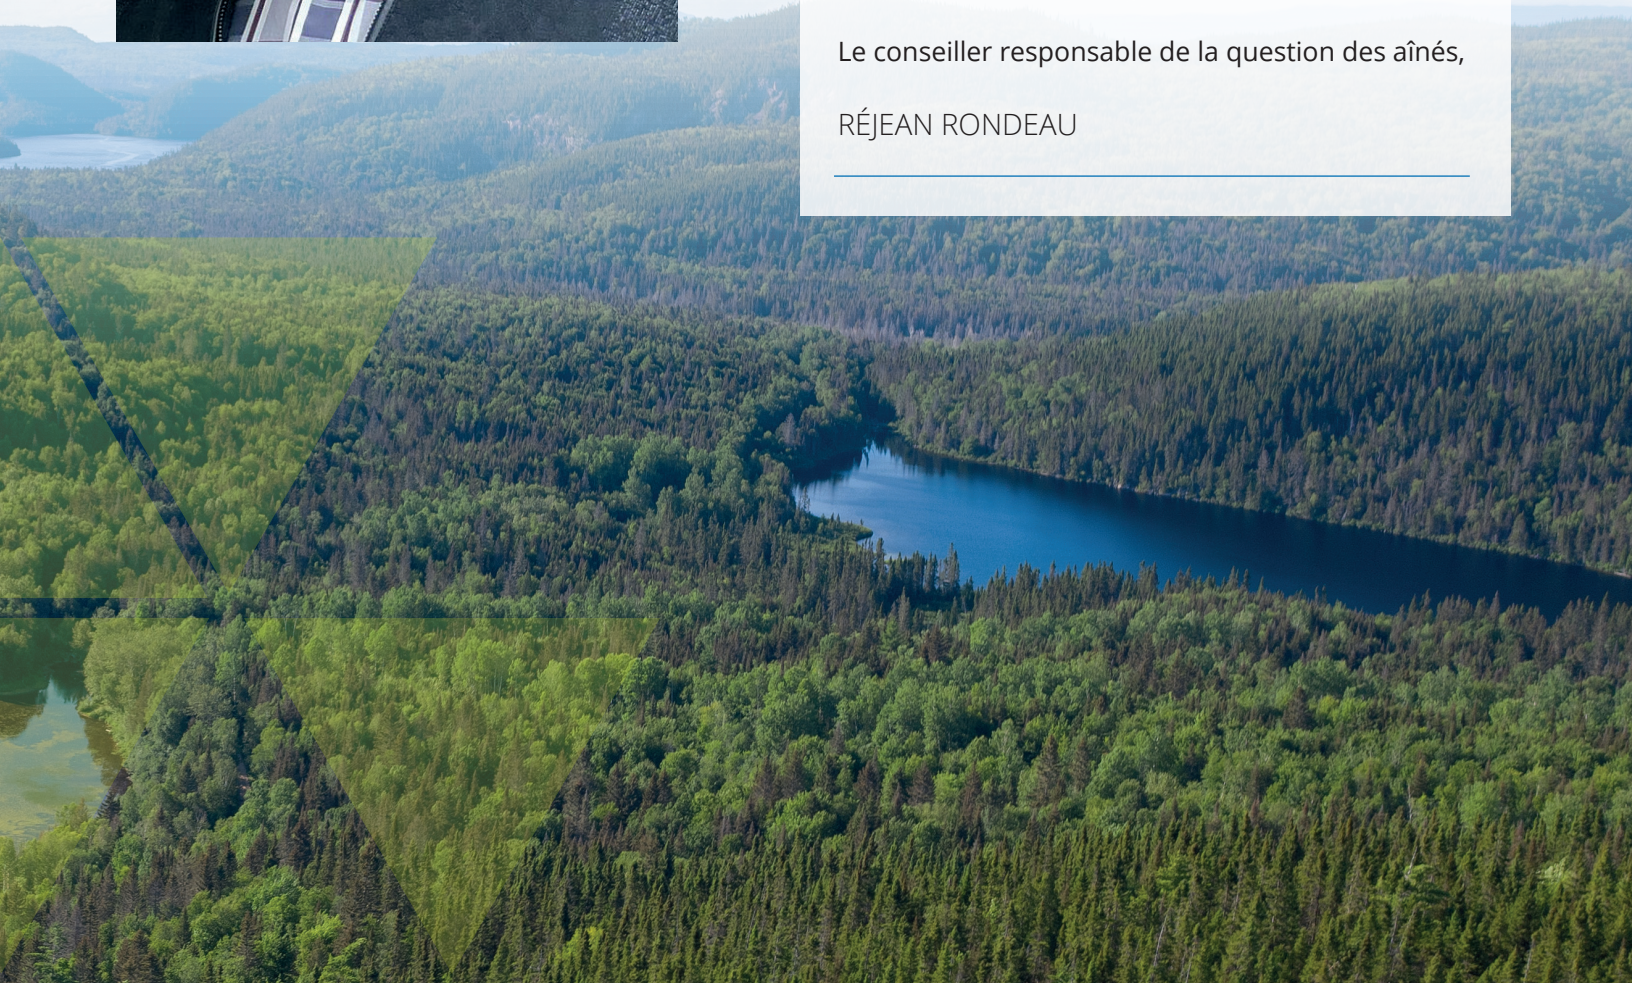 Le conseiller responsable de la question des aînés,
RÉJEAN RONDEAU